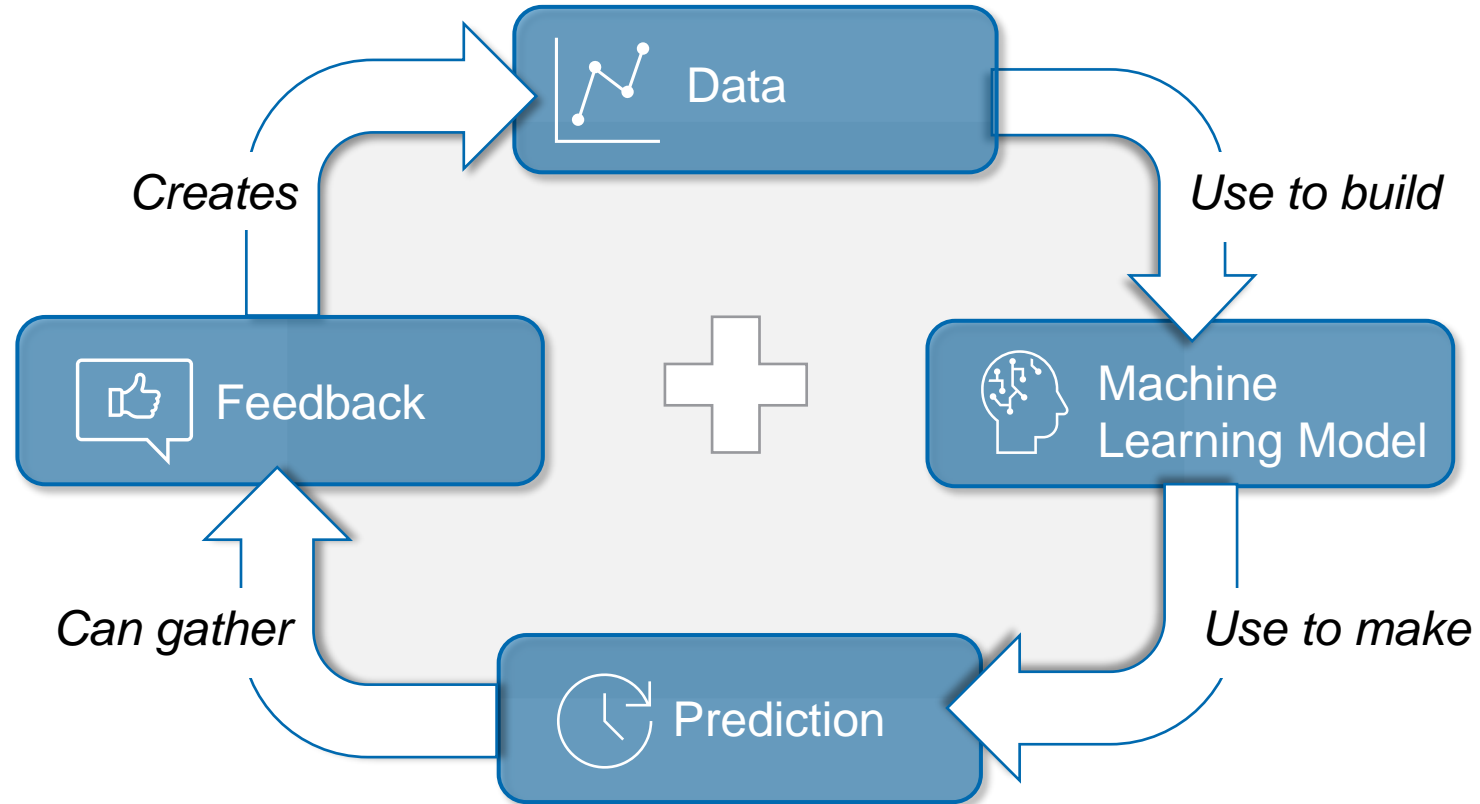 Data
Creates
Use to build
Feedback
Machine
Learning Model
Can gather
Use to make
Prediction